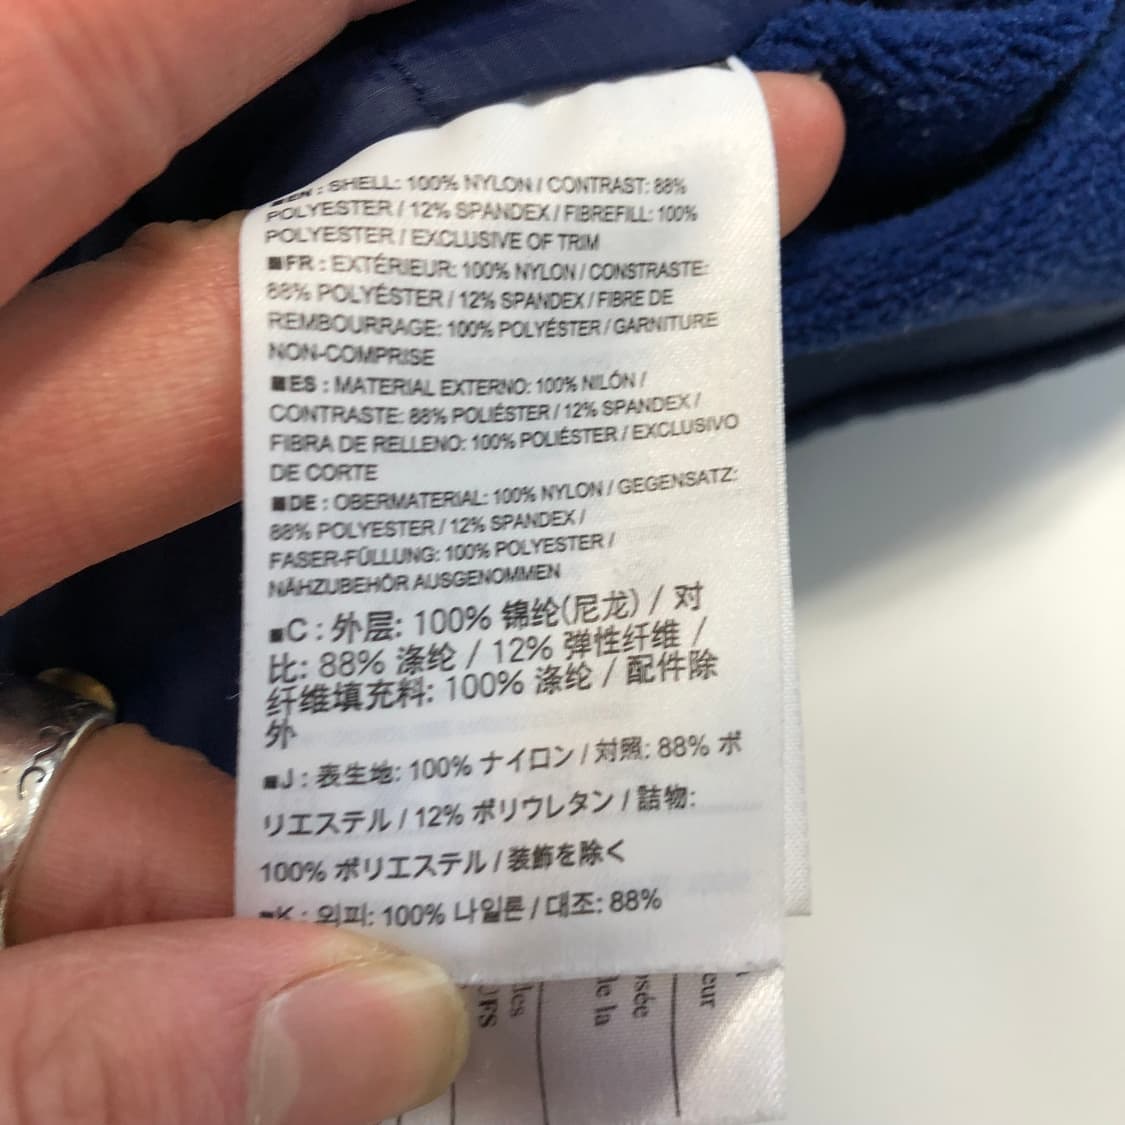 ■EN : SHELL: 100% NYLON / CONTRAST: 88%
POLYESTER / 12% SPANDEX / FIBREFILL: 100%
POLYESTER / EXCLUSIVE OF TRIM
■FR : EXTÉRIEUR: 100% NYLON / CONSTRASTE:
88% POLYÉSTER / 12% SPANDEX / FIBRE DE
REMBOURRAGE: 100% POLYÉSTER / GARNITURE
NON-COMPRISE
■ES : MATERIAL EXTERNO: 100% NILÓN /
CONTRASTE: 88% POLIÉSTER / 12% SPANDEX /
FIBRA DE RELLENO: 100% POLIÉSTER / EXCLUSIVO
DE CORTE
■DE : OBERMATERIAL: 100% NYLON / GEGENSATZ:
88% POLYESTER / 12% SPANDEX /
FASER-FÜLLUNG: 100% POLYESTER /
NÄHZUBEHÖR AUSGENOMMEN
■C : 外层: 100% 锦纶(尼龙) / 对
比: 88% 涤纶 / 12% 弹性纤维 /
纤维填充料: 100% 涤纶 / 配件除
外
■J : 表生地: 100% ナイロン / 対照: 88% ポ
リエステル / 12% ポリウレタン / 詰物:
100% ポリエステル / 装飾を除く
■K : 외피: 100% 나일론 / 대조: 88%
UFS
les
le la
osée
eur